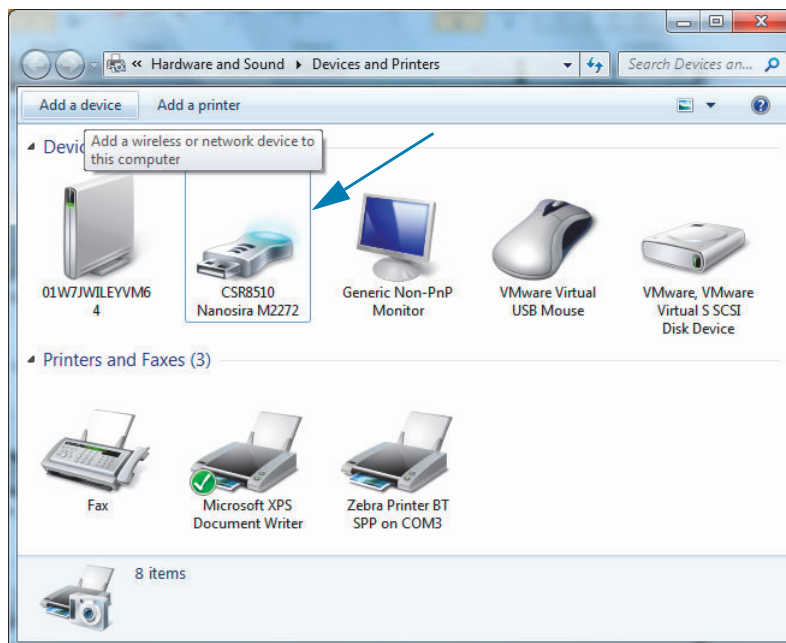 « Hardware and Sound ▸ Devices and Printers
Search Devices an...
Add a device
Add a printer
Add a wireless or network device to
this computer
Devic
01W7JWILEYVM6
4
CSR8510
Nanosira M2272
Generic Non-PnP
Monitor
VMware Virtual
USB Mouse
VMware, VMware
Virtual S SCSI
Disk Device
Printers and Faxes (3)
Fax
Microsoft XPS
Document Writer
Zebra Printer BT
SPP on COM3
8 items